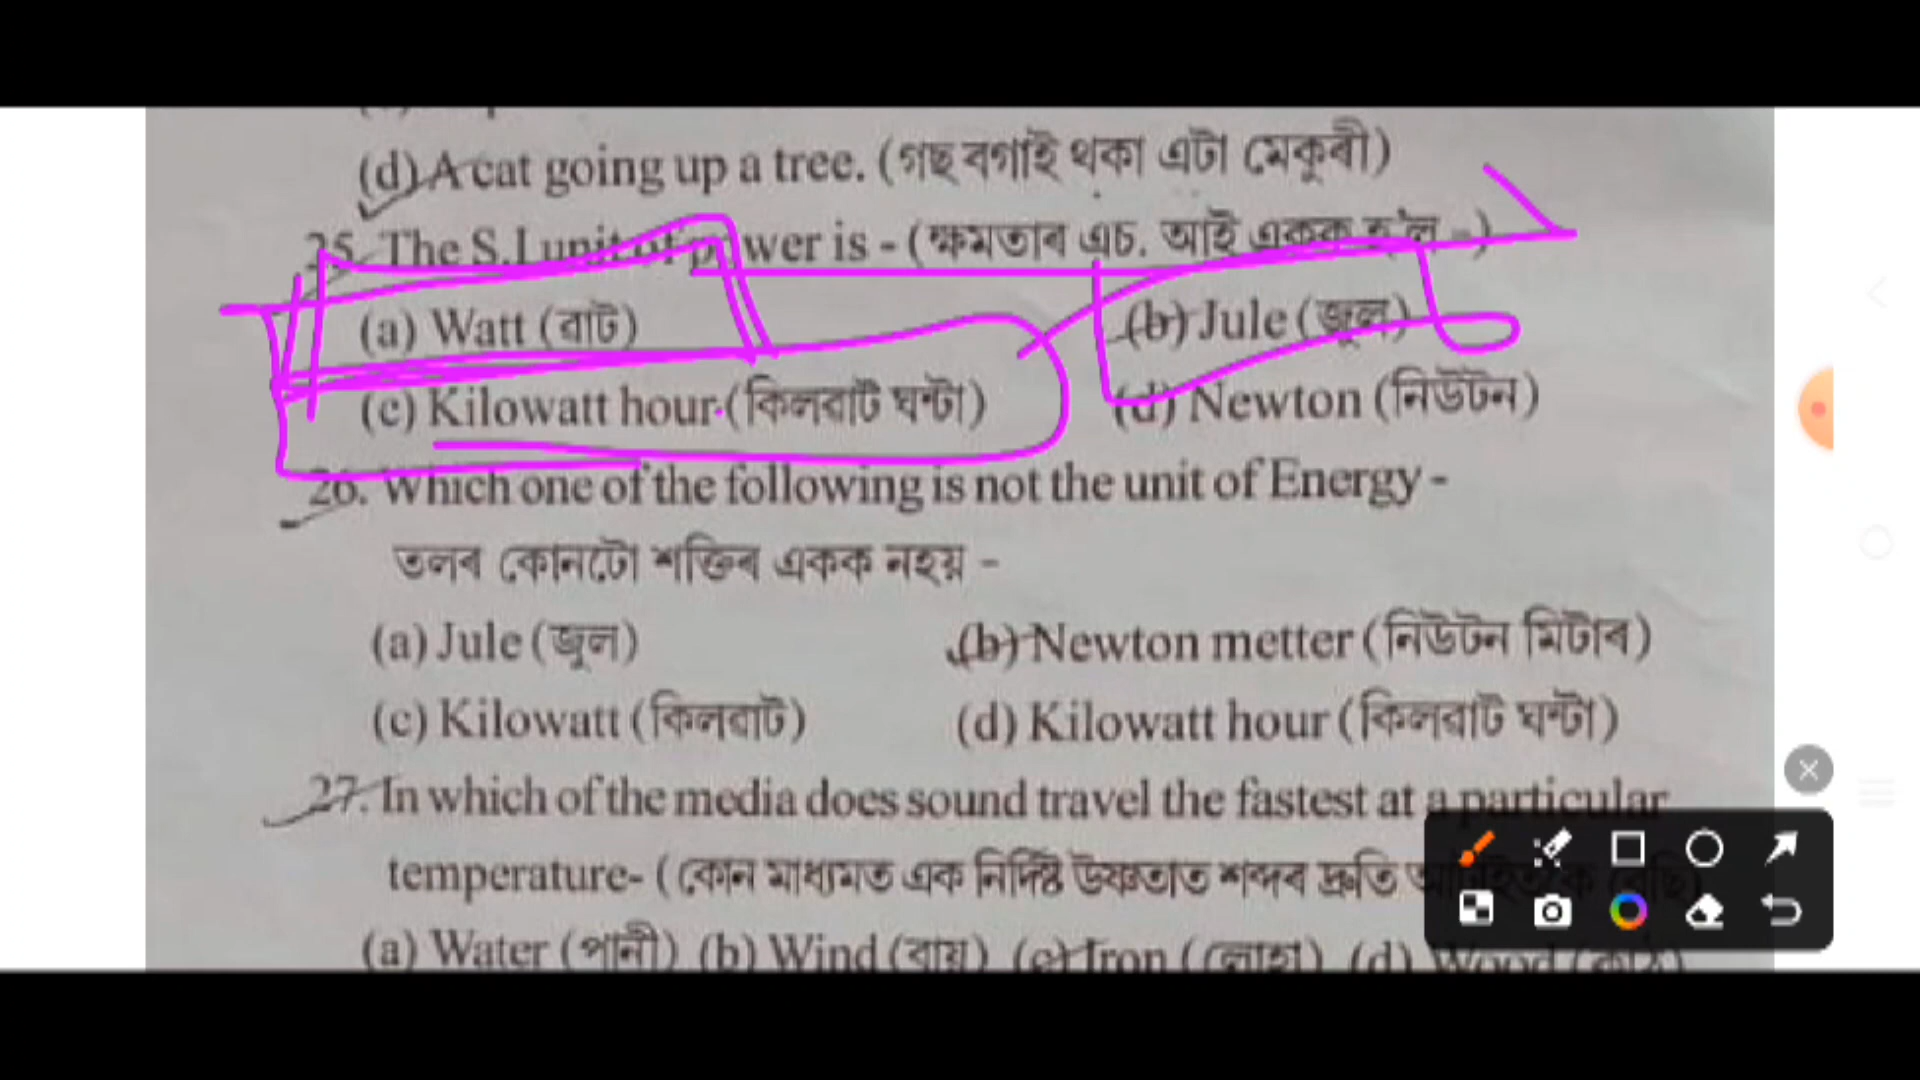 (d) A cat going up a tree. (গছ বগাই থকা এটা মেকুৰী)
25. The S.I unit of power is - (ক্ষমতাৰ এচ. আই একক হ'ল -)
(a) Watt (ৱাট) (b) Jule (জুল)
(c) Kilowatt hour (কিলৱাট ঘন্টা) (d) Newton (নিউটন)
26. Which one of the following is not the unit of Energy -
তলৰ কোনটো শক্তিৰ একক নহয় -
(a) Jule (জুল) (b) Newton metter (নিউটন মিটাৰ)
(c) Kilowatt (কিলৱাট) (d) Kilowatt hour (কিলৱাট ঘন্টা)
27. In which of the media does sound travel the fastest at a particular
temperature- (কোন মাধ্যমত এক নিৰ্দিষ্ট উষ্ণতাত শব্দৰ দ্ৰুতি
(a) Water (পানী) (b) Wind (বায়ু) (c) Iron (লোহা) (d) Wood (কাঠ)